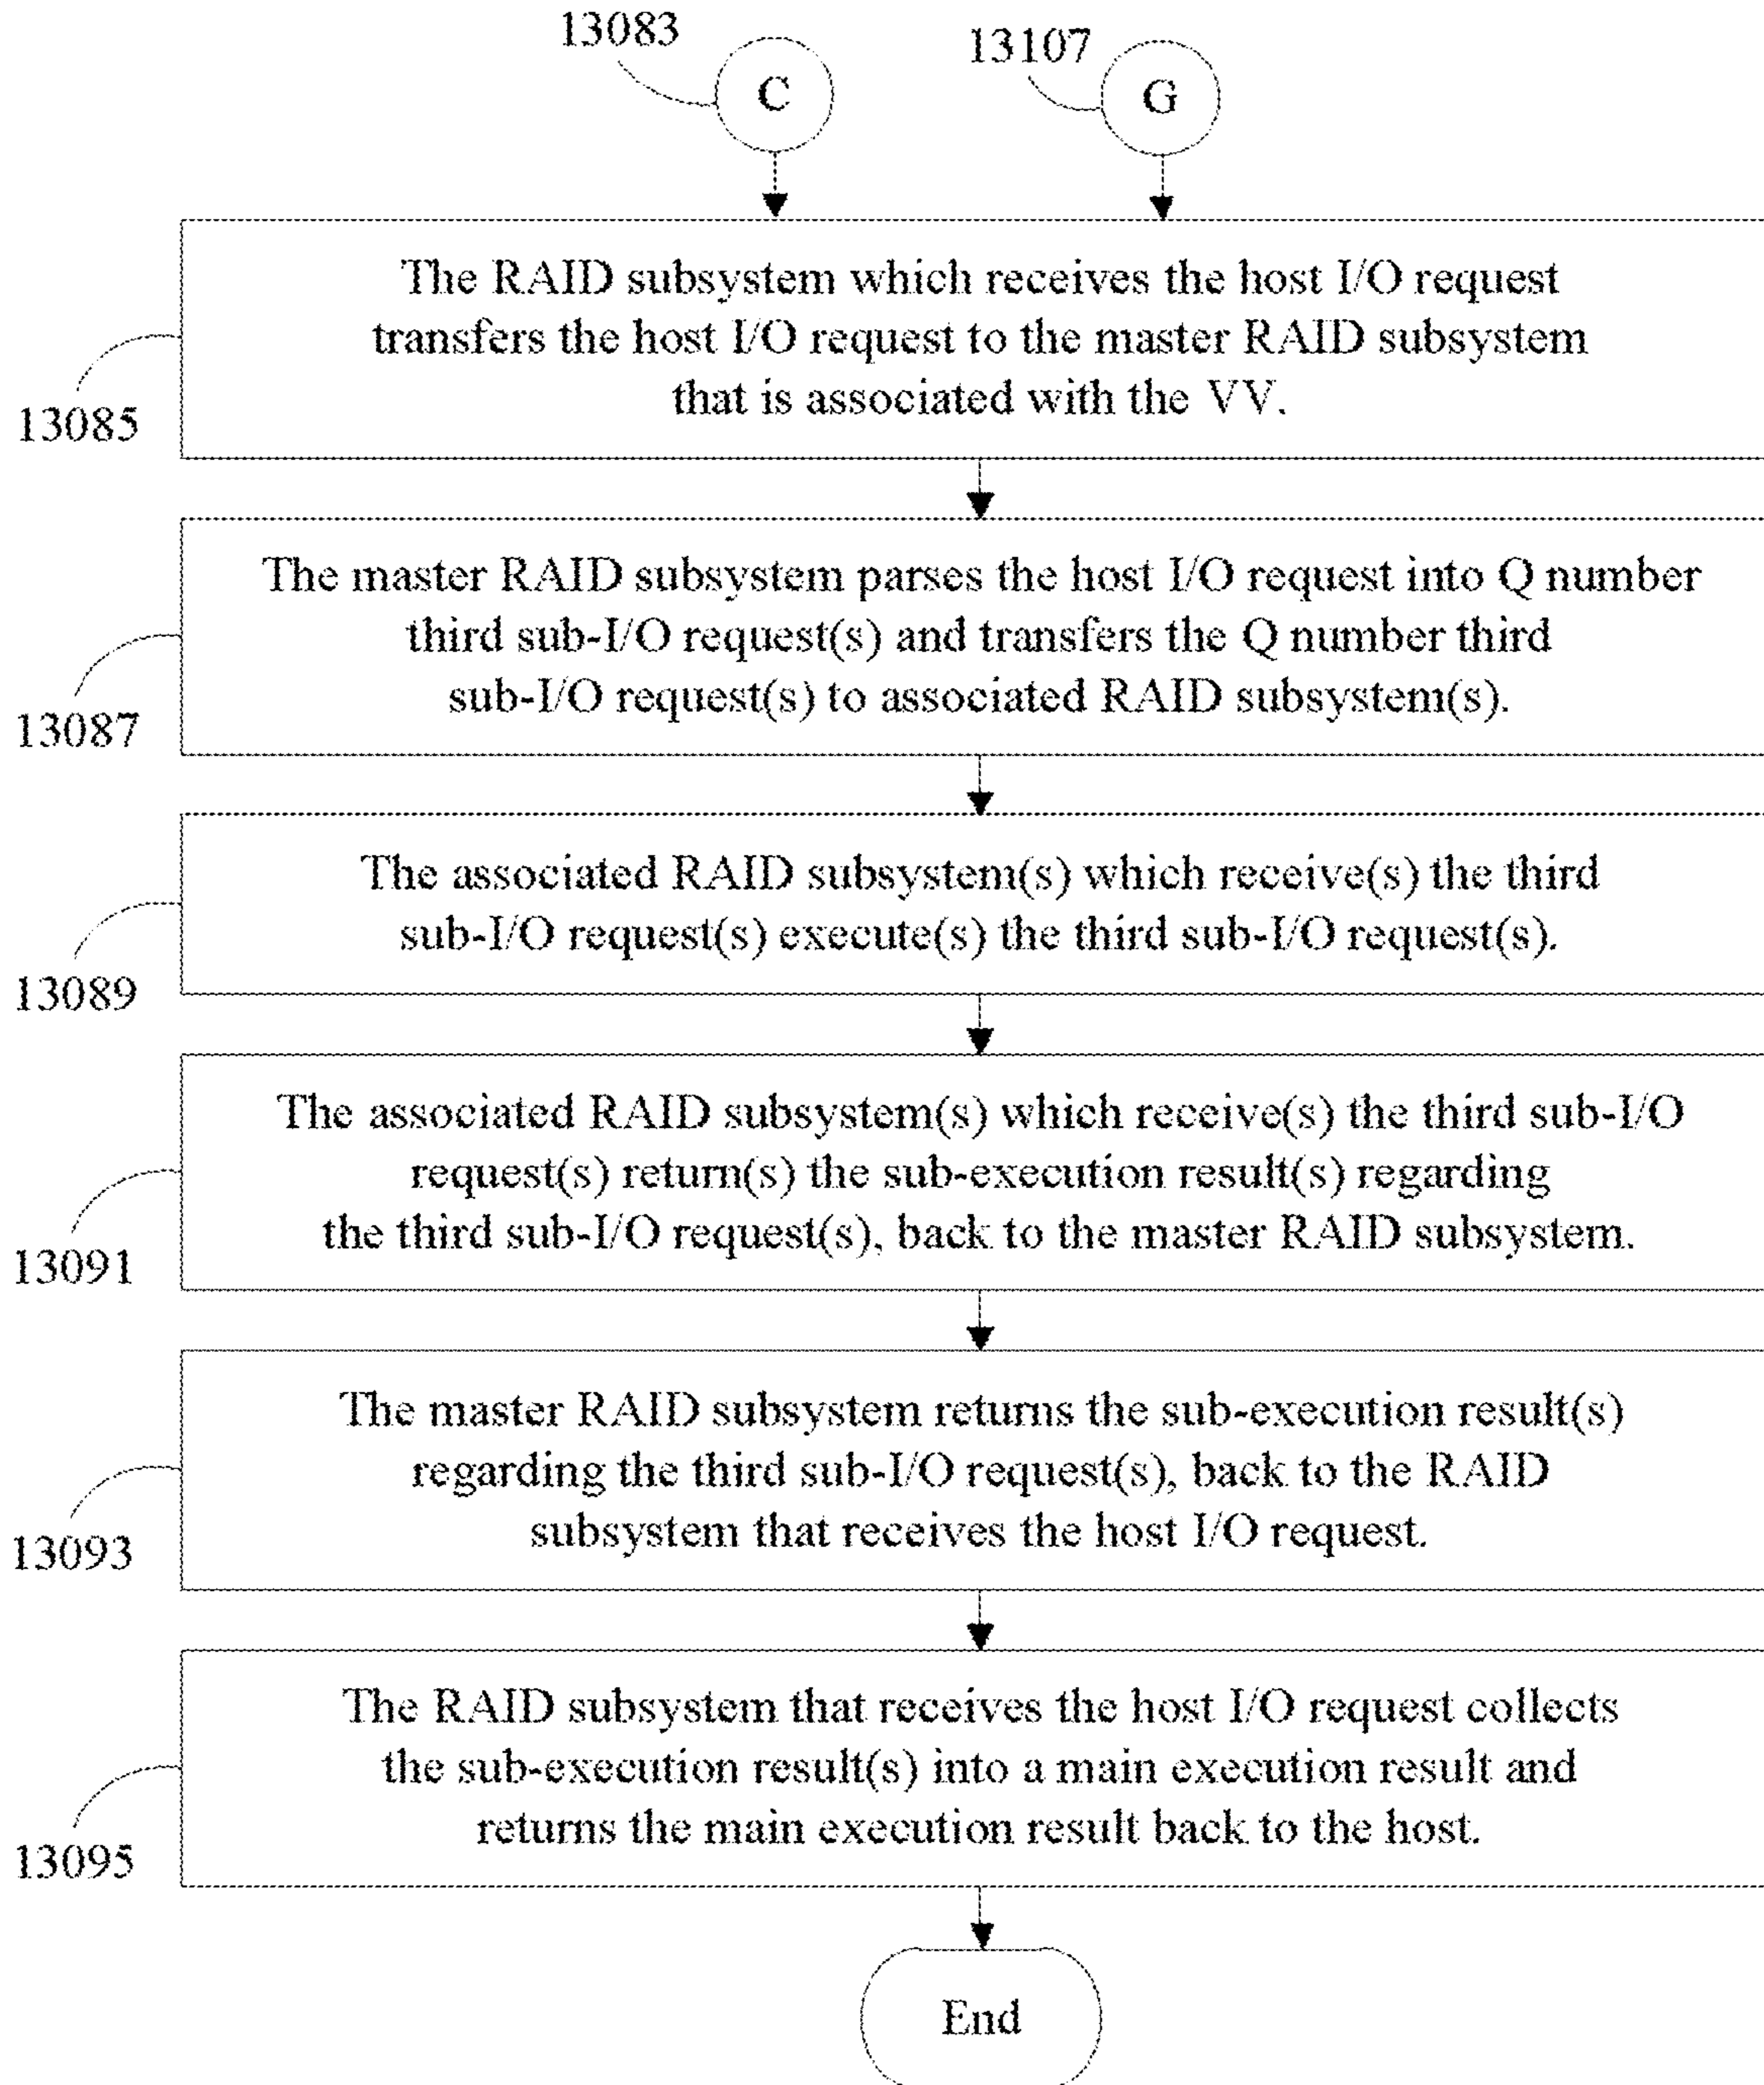 13083
C
13107
G
The RAID subsystem which receives the host I/O request
transfers the host I/O request to the master RAID subsystem
that is associated with the VV.
13085
The master RAID subsystem parses the host I/O request into Q number
third sub-I/O request(s) and transfers the Q number third
sub-I/O request(s) to associated RAID subsystem(s).
13087
The associated RAID subsystem(s) which receive(s) the third
sub-I/O request(s) execute(s) the third sub-I/O request(s).
13089
The associated RAID subsystem(s) which receive(s) the third sub-I/O
request(s) return(s) the sub-execution result(s) regarding
the third sub-I/O request(s), back to the master RAID subsystem.
13091
The master RAID subsystem returns the sub-execution result(s)
regarding the third sub-I/O request(s), back to the RAID
subsystem that receives the host I/O request.
13093
The RAID subsystem that receives the host I/O request collects
the sub-execution result(s) into a main execution result and
returns the main execution result back to the host.
13095
End